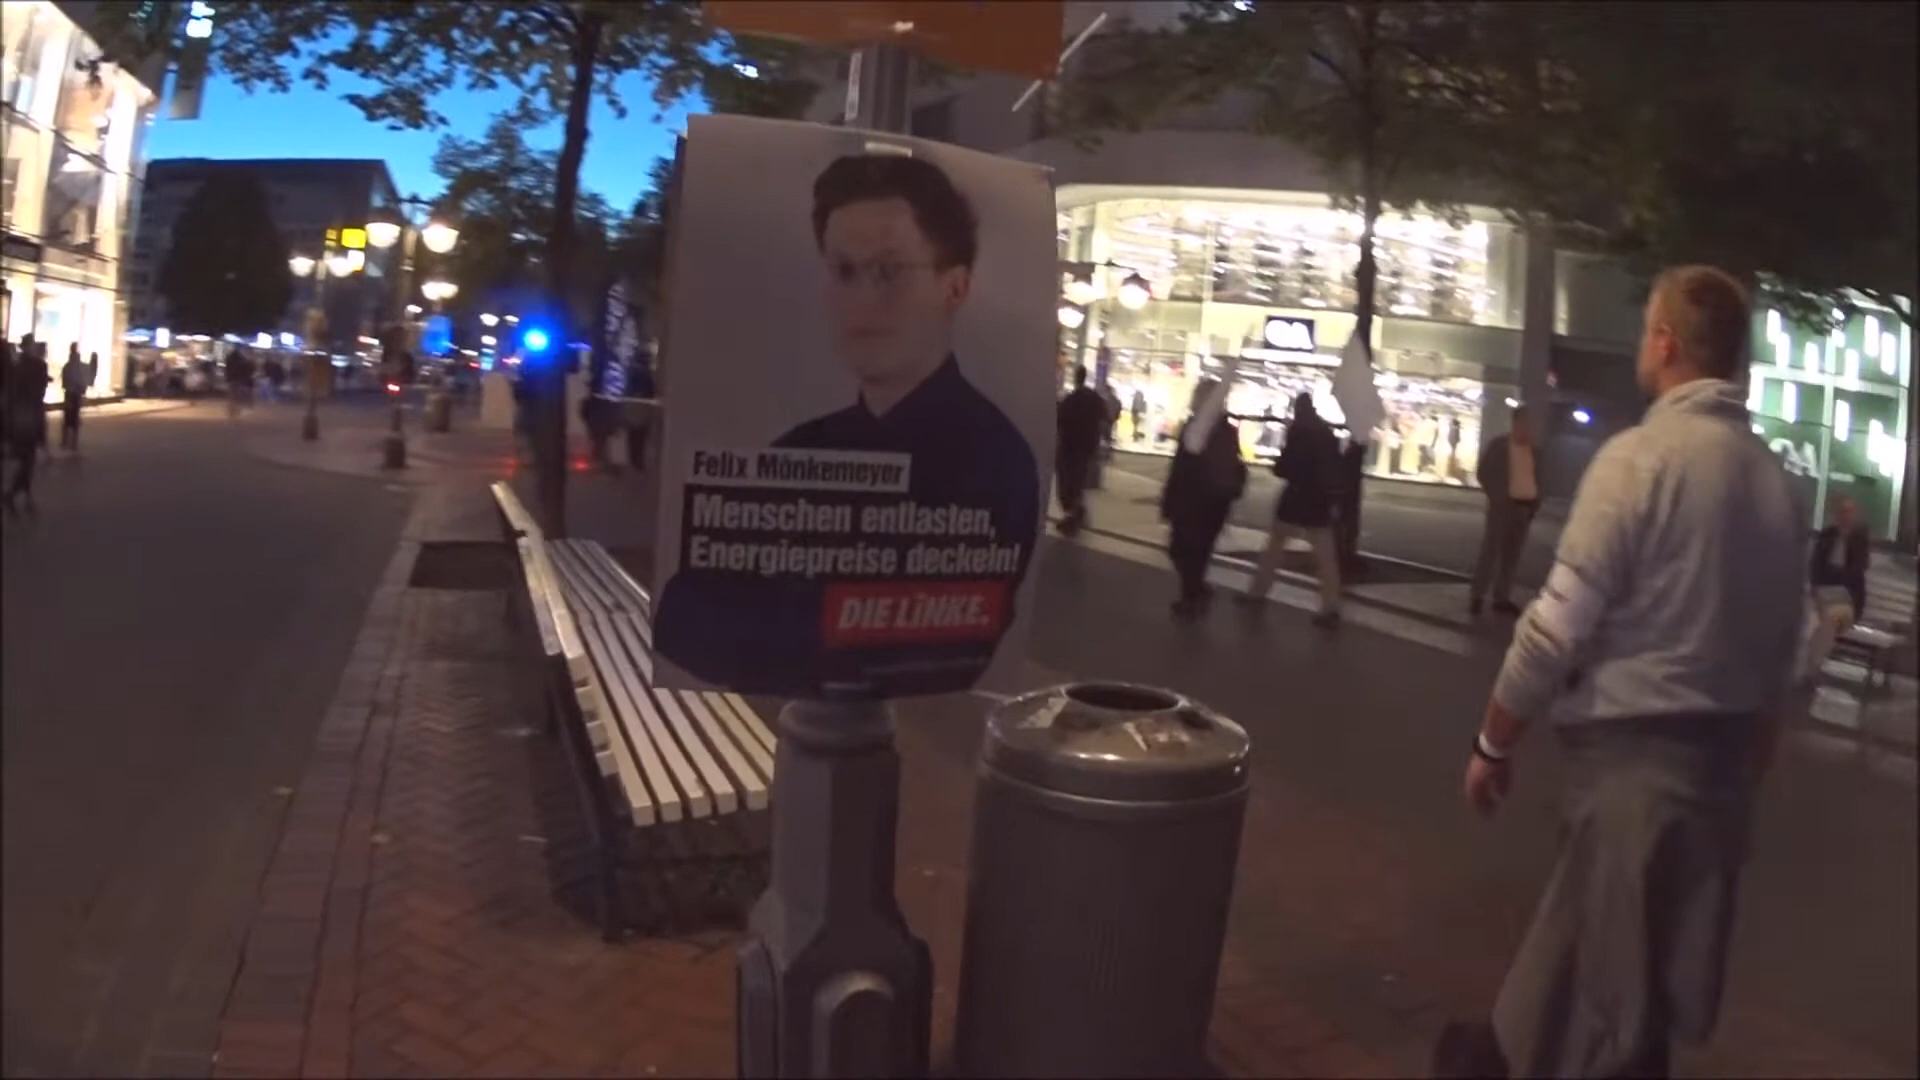 Felix Mönkemeyer
Menschen entlasten,
Energiepreise deckeln!
DIE LINKE.
C&A